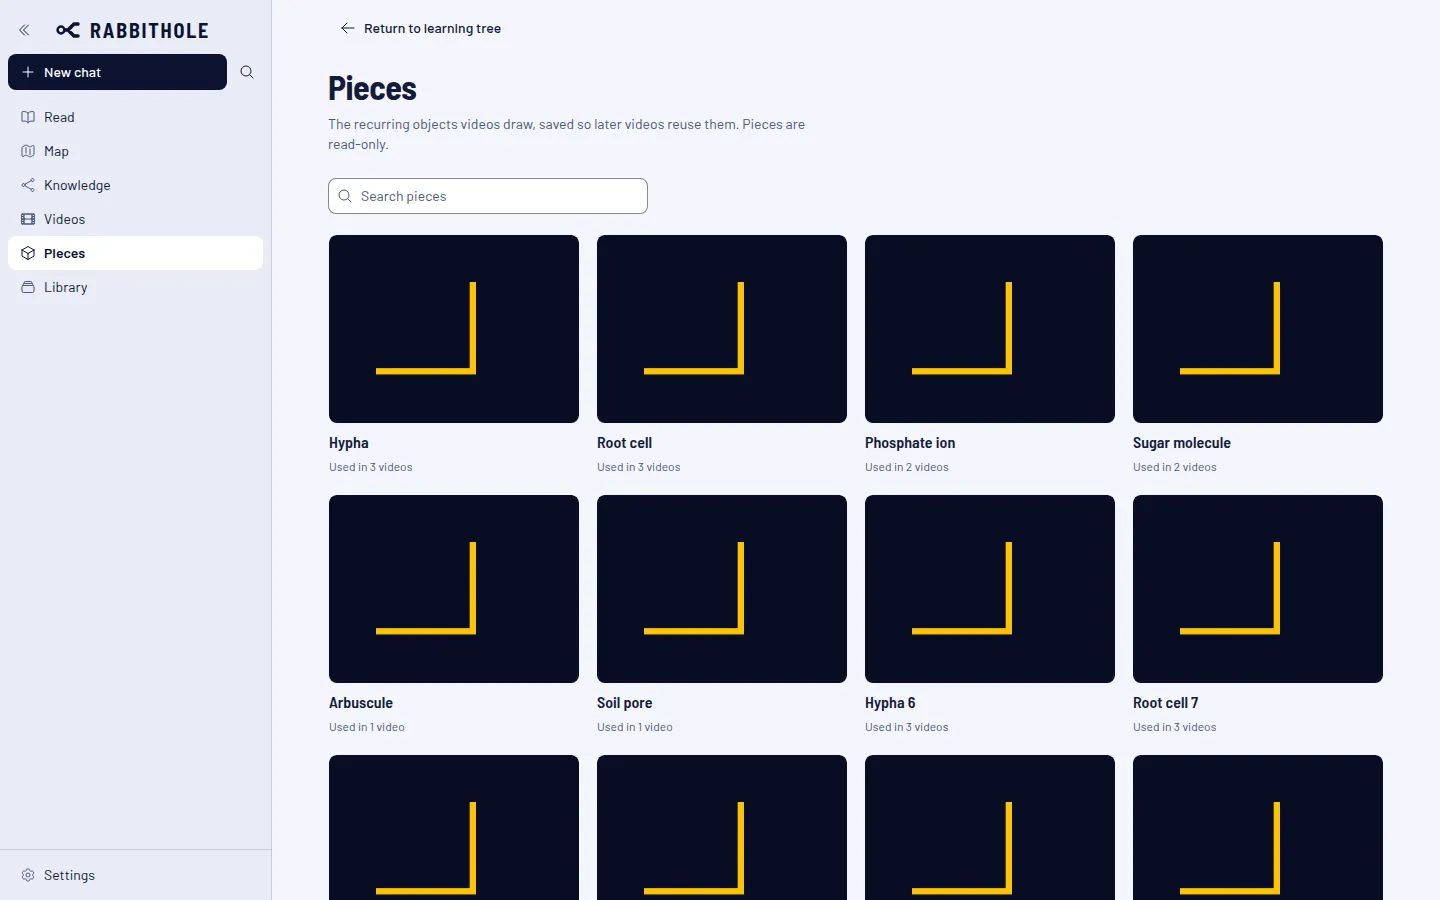 RABBITHOLE
New chat
Read
Map
Knowledge
Videos
Pieces
Library
Settings
Return to learning tree
Pieces
The recurring objects videos draw, saved so later videos reuse them. Pieces are
read-only.
Search pieces
Hypha
Used in 3 videos
Root cell
Used in 3 videos
Phosphate ion
Used in 2 videos
Sugar molecule
Used in 2 videos
Arbuscule
Used in 1 video
Soil pore
Used in 1 video
Hypha 6
Used in 3 videos
Root cell 7
Used in 3 videos